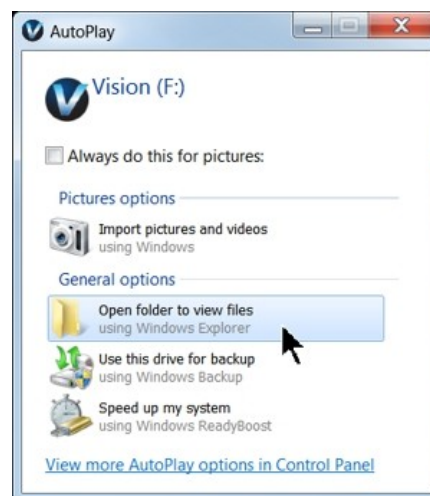 AutoPlay
Vision (F:)
Always do this for pictures:
Pictures options
Import pictures and videos
using Windows
General options
Open folder to view files
using Windows Explorer
Use this drive for backup
using Windows Backup
Speed up my system
using Windows ReadyBoost
View more AutoPlay options in Control Panel